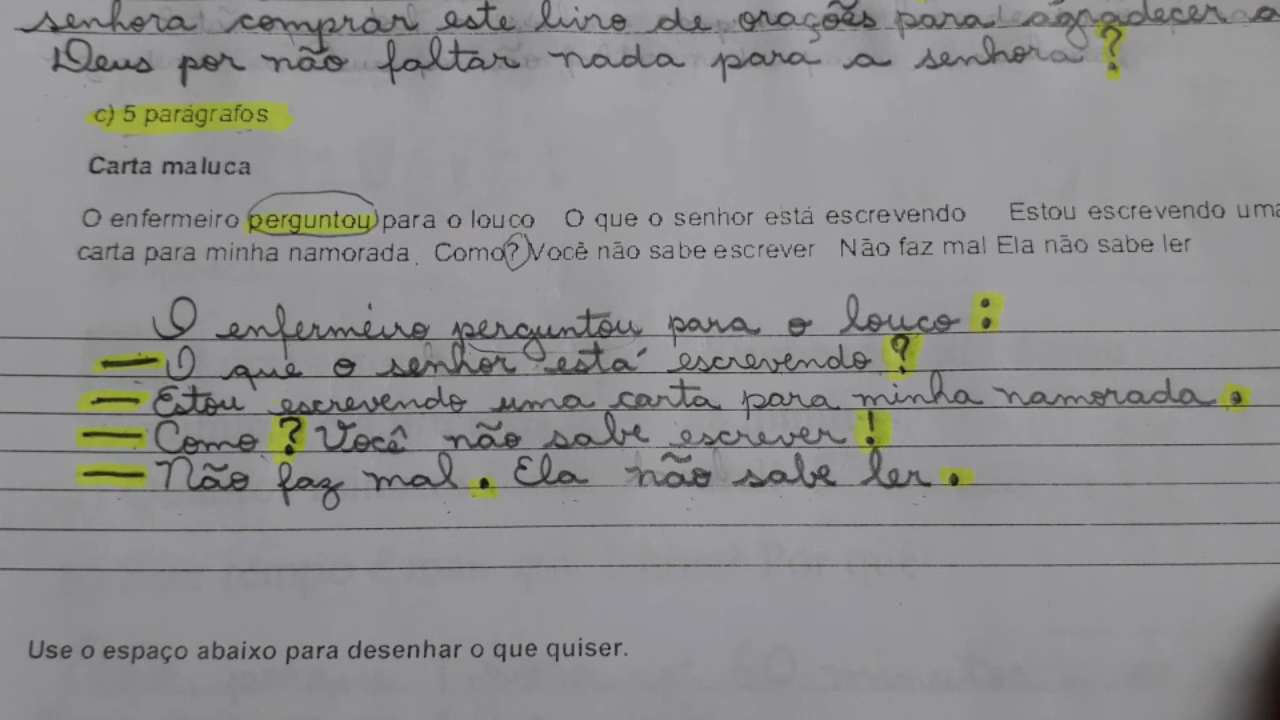 senhora comprar este livro de orações para agradecer a
Deus por não faltar nada para a senhora?
c) 5 parágrafos
Carta maluca
O enfermeiro perguntou para o louco O que o senhor está escrevendo Estou escrevendo uma
carta para minha namorada. Como? Você não sabe escrever Não faz mal Ela não sabe ler
O enfermeiro perguntou para o louco:
— O que o senhor está escrevendo?
— Estou escrevendo uma carta para minha namorada.
— Como? Você não sabe escrever!
— Não faz mal. Ela não sabe ler.
Use o espaço abaixo para desenhar o que quiser.